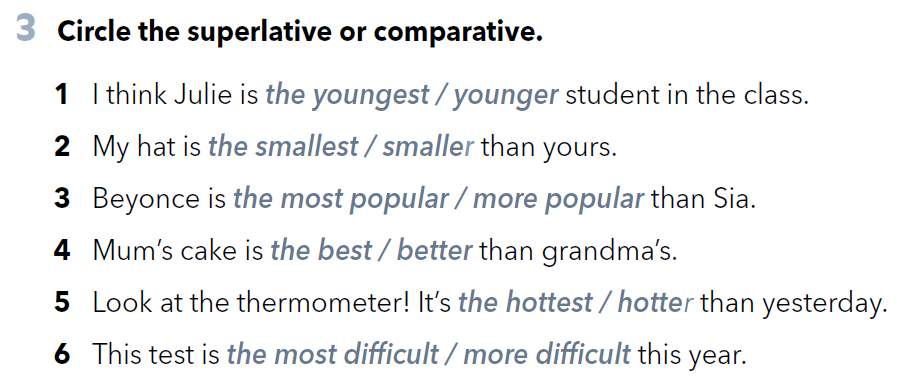 3 Circle the superlative or comparative.
1 I think Julie is the youngest / younger student in the class.
2 My hat is the smallest / smaller than yours.
3 Beyonce is the most popular / more popular than Sia.
4 Mum’s cake is the best / better than grandma’s.
5 Look at the thermometer! It’s the hottest / hotter than yesterday.
6 This test is the most difficult / more difficult this year.